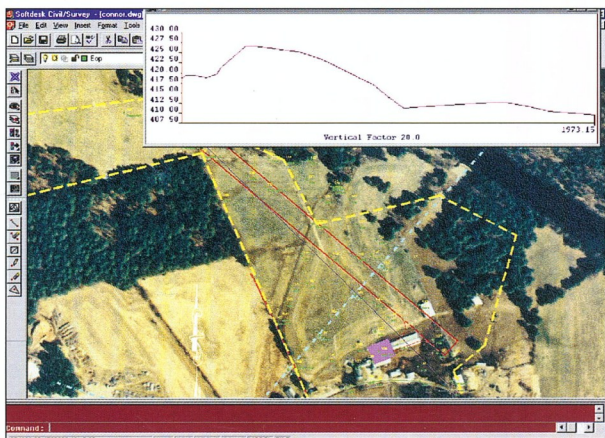 Softdesk Civil/Survey - [connor.dwg
File Edit View Insert Format Tools
Eop
430 00
427 50
425 00
422 50
420 00
417 50
415 00
412 50
410 00
407 50
1973.15
Vertical Factor 20.0
Command: